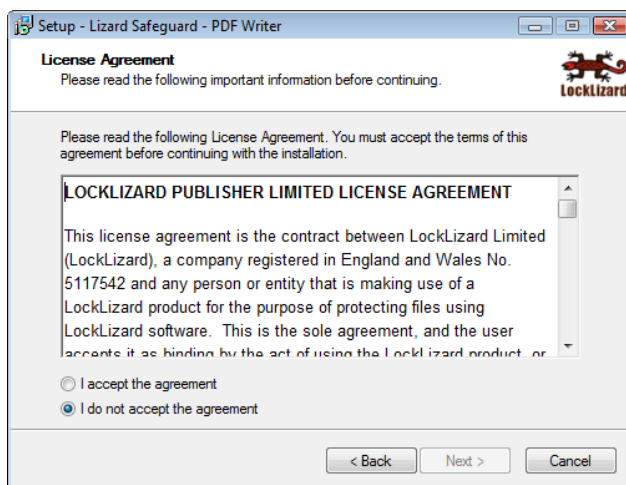 Setup - Lizard Safeguard - PDF Writer
License Agreement
Please read the following important information before continuing.
LockLizard
Please read the following License Agreement. You must accept the terms of this
agreement before continuing with the installation.
LOCKLIZARD PUBLISHER LIMITED LICENSE AGREEMENT
This license agreement is the contract between LockLizard Limited
(LockLizard), a company registered in England and Wales No.
5117542 and any person or entity that is making use of a
LockLizard product for the purpose of protecting files using
LockLizard software.  This is the sole agreement, and the user
accepts it as binding by the act of using the LockLizard product, or
I accept the agreement
I do not accept the agreement
< Back Next > Cancel